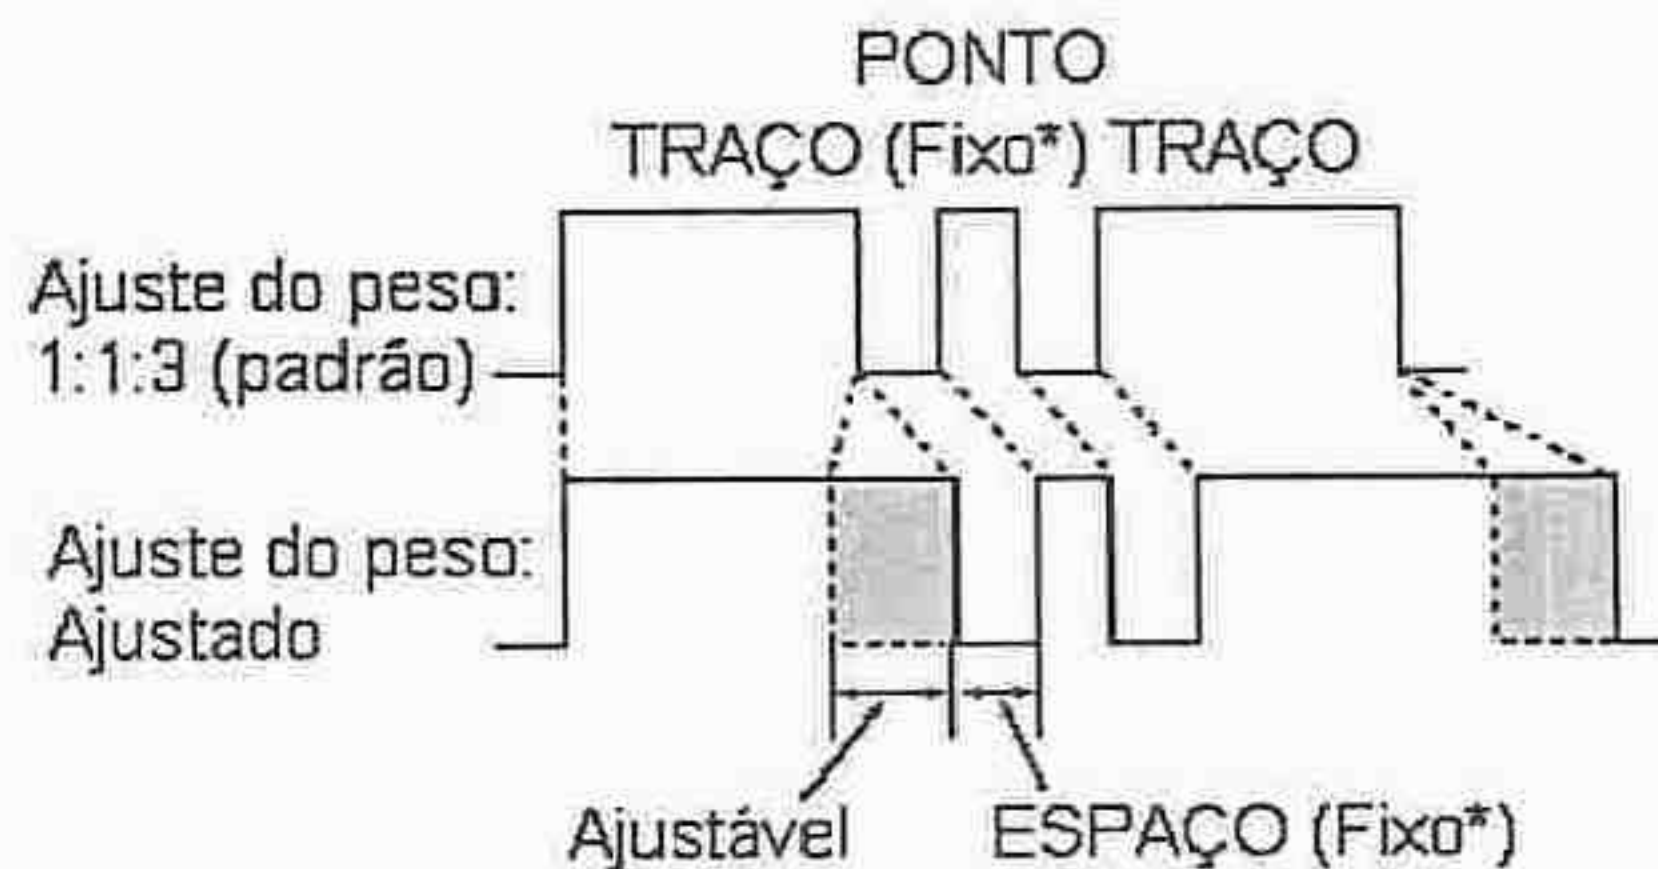 PONTO
TRAÇO (Fixo*) TRAÇO
Ajuste do peso:
1:1:3 (padrão)
Ajuste do peso:
Ajustado
Ajustável
ESPAÇO (Fixo*)